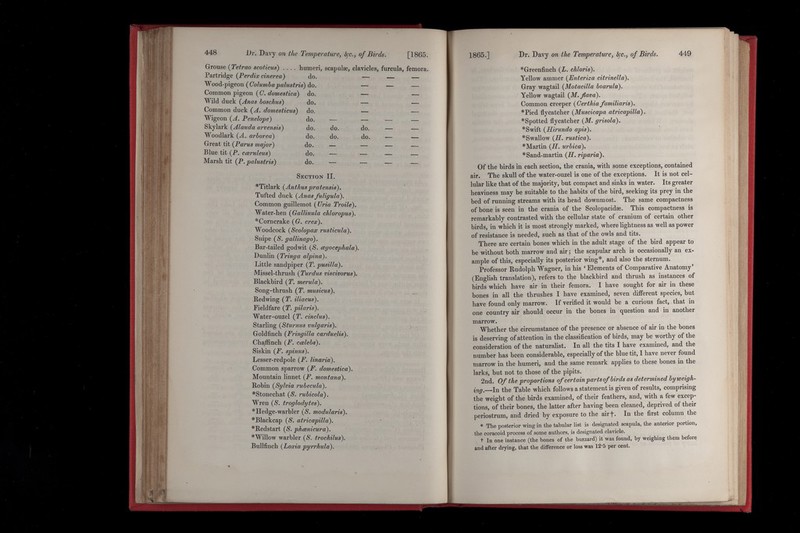 448 Dr. Davy on the Temperature, &c., of Birds. [1865.
Grouse (Tetrao scoticus) .... humeri, scapulæ, clavicles, furcula, femora.
Partridge (Perdix cinerea) do. — — —
Wood-pigeon (Columba palustris) do. — — —
Common pigeon (C. domestica) do. — —
Wild duck (Anas boschus) do. — —
Common duck (A. domesticus) do. — —
Wigeon (A. Penelope) do. — — — —
Skylark (Alauda arvensis) do. do. do. — —
Woodlark (A. arborea) do. do. do. — —
Great tit (Parus major) do. — — — —
Blue tit (P. cæruleus) do. — — — —
Marsh tit (P. palustris) do. — — — —
Section II.
*Titlark (Anthus pratensis).
Tufted duck (Anas fuligula).
Common guillemot (Uria Troile).
Water-hen (Gallinula chloropus).
*Corncrake (G. crex).
Woodcock (Scolopax rusticula).
Snipe (S. gallinago).
Bar-tailed godwit (S. ægocephala).
Dunlin (Tringa alpina).
Little sandpiper (T. pusilla).
Missel-thrush (Turdus viscivorus).
Blackbird (T. merula).
Song-thrush (T. musicus).
Redwing (T. iliacus).
Fieldfare (T. pilaris).
Water-ouzel (T. cinclus).
Starling (Sturnus vulgaris).
Goldfinch (Fringilla carduelis).
Chaffinch (F. cœlebs).
Siskin (F. spinus).
Lesser-redpole (F. linaria).
Common sparrow (F. domestica).
Mountain linnet (F. montana).
Robin (Sylvia rubecula).
*Stonechat (S. rubicola).
Wren (S. troglodytes).
*Hedge-warbler (S. modularis).
*Blackcap (S. atricapilla).
*Redstart (S. phœnicura).
*Willow warbler (S. trochilus).
Bullfinch (Loxia pyrrhula).
1865.] Dr. Davy on the Temperature, &c., of Birds. 449
*Greenfinch (L. chloris).
Yellow ammer (Enterica citrinella).
Gray wagtail (Motacilla bourula).
Yellow wagtail (M. flava).
Common creeper (Certhia familiaris).
*Pied flycatcher (Muscicapa atricapilla).
*Spotted flycatcher (M. grisola).
*Swift (Hirundo apis).
*Swallow (H. rustica).
*Martin (H. urbica).
*Sand-martin (H. riparia).
Of the birds in each section, the crania, with some exceptions, contained
air. The skull of the water-ouzel is one of the exceptions. It is not cel-
lular like that of the majority, but compact and sinks in water. Its greater
heaviness may be suitable to the habits of the bird, seeking its prey in the
bed of running streams with its head downmost. The same compactness
of bone is seen in the crania of the Scolopacidæ. This compactness is
remarkably contrasted with the cellular state of cranium of certain other
birds, in which it is most strongly marked, where lightness as well as power
of resistance is needed, such as that of the owls and tits.
There are certain bones which in the adult stage of the bird appear to
be without both marrow and air; the scapular arch is occasionally an ex-
ample of this, especially its posterior wing*, and also the sternum.
Professor Rudolph Wagner, in his ‘Elements of Comparative Anatomy’
(English translation), refers to the blackbird and thrush as instances of
birds which have air in their femora. I have sought for air in these
bones in all the thrushes I have examined, seven different species, but
have found only marrow. If verified it would be a curious fact, that in
one country air should occur in the bones in question and in another
marrow.
Whether the circumstance of the presence or absence of air in the bones
is deserving of attention in the classification of birds, may be worthy of the
consideration of the naturalist. In all the tits I have examined, and the
number has been considerable, especially of the blue tit, I have never found
marrow in the humeri, and the same remark applies to these bones in the
larks, but not to those of the pipits.
2nd. Of the proportions of certain parts of birds as determined by weigh-
ing.—In the Table which follows a statement is given of results, comprising
the weight of the birds examined, of their feathers, and, with a few excep-
tions, of their bones, the latter after having been cleaned, deprived of their
periostrum, and dried by exposure to the air†. In the first column the
* The posterior wing in the tabular list is designated scapula, the anterior portion,
the coracoid process of some authors, is designated clavicle.
† In one instance (the bones of the buzzard) it was found, by weighing them before
and after drying, that the difference or loss was 12·5 per cent.